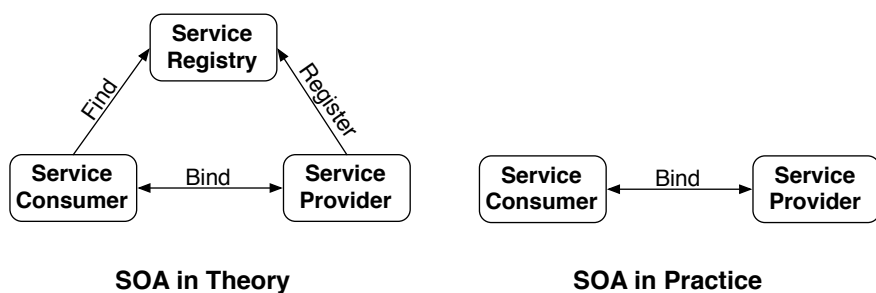 Service
Registry
Find
Register
Service
Consumer
Bind
Service
Provider
SOA in Theory
Service
Consumer
Bind
Service
Provider
SOA in Practice